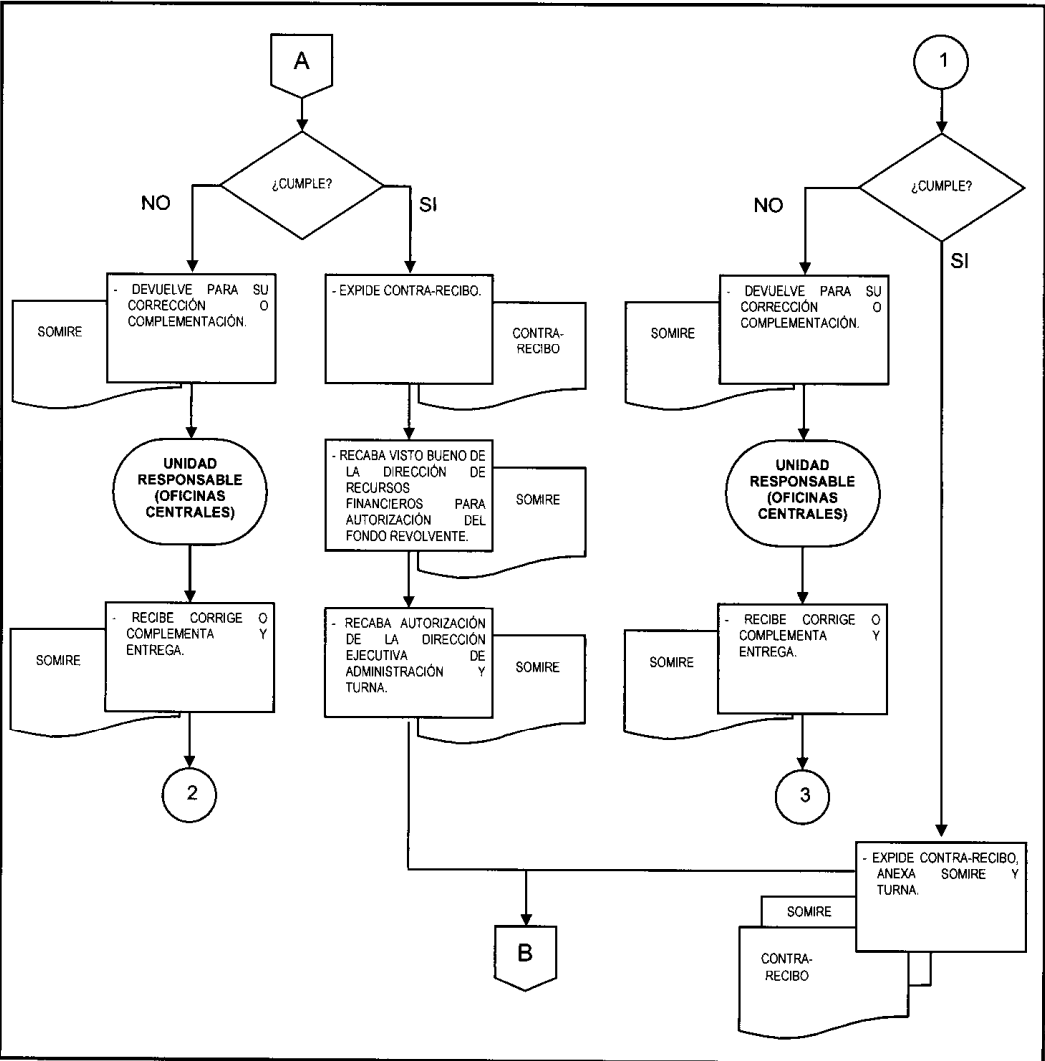 A
1
¿CUMPLE?
¿CUMPLE?
NO
SI
NO
SI
- DEVUELVE PARA SU
CORRECCIÓN O
COMPLEMENTACIÓN.
SOMIRE
- EXPIDE CONTRA-RECIBO.
CONTRA-
RECIBO
- DEVUELVE PARA SU
CORRECCIÓN O
COMPLEMENTACIÓN.
SOMIRE
UNIDAD
RESPONSABLE
(OFICINAS
CENTRALES)
- RECABA VISTO BUENO DE
LA DIRECCIÓN DE
RECURSOS
FINANCIEROS PARA
AUTORIZACIÓN DEL
FONDO REVOLVENTE.
SOMIRE
UNIDAD
RESPONSABLE
(OFICINAS
CENTRALES)
- RECIBE CORRIGE O
COMPLEMENTA Y
ENTREGA.
SOMIRE
- RECABA AUTORIZACIÓN
DE LA DIRECCIÓN
EJECUTIVA DE
ADMINISTRACIÓN Y
TURNA.
SOMIRE
- RECIBE CORRIGE O
COMPLEMENTA Y
ENTREGA.
SOMIRE
2
3
- EXPIDE CONTRA-RECIBO,
ANEXA SOMIRE Y
TURNA.
SOMIRE
CONTRA-
RECIBO
B